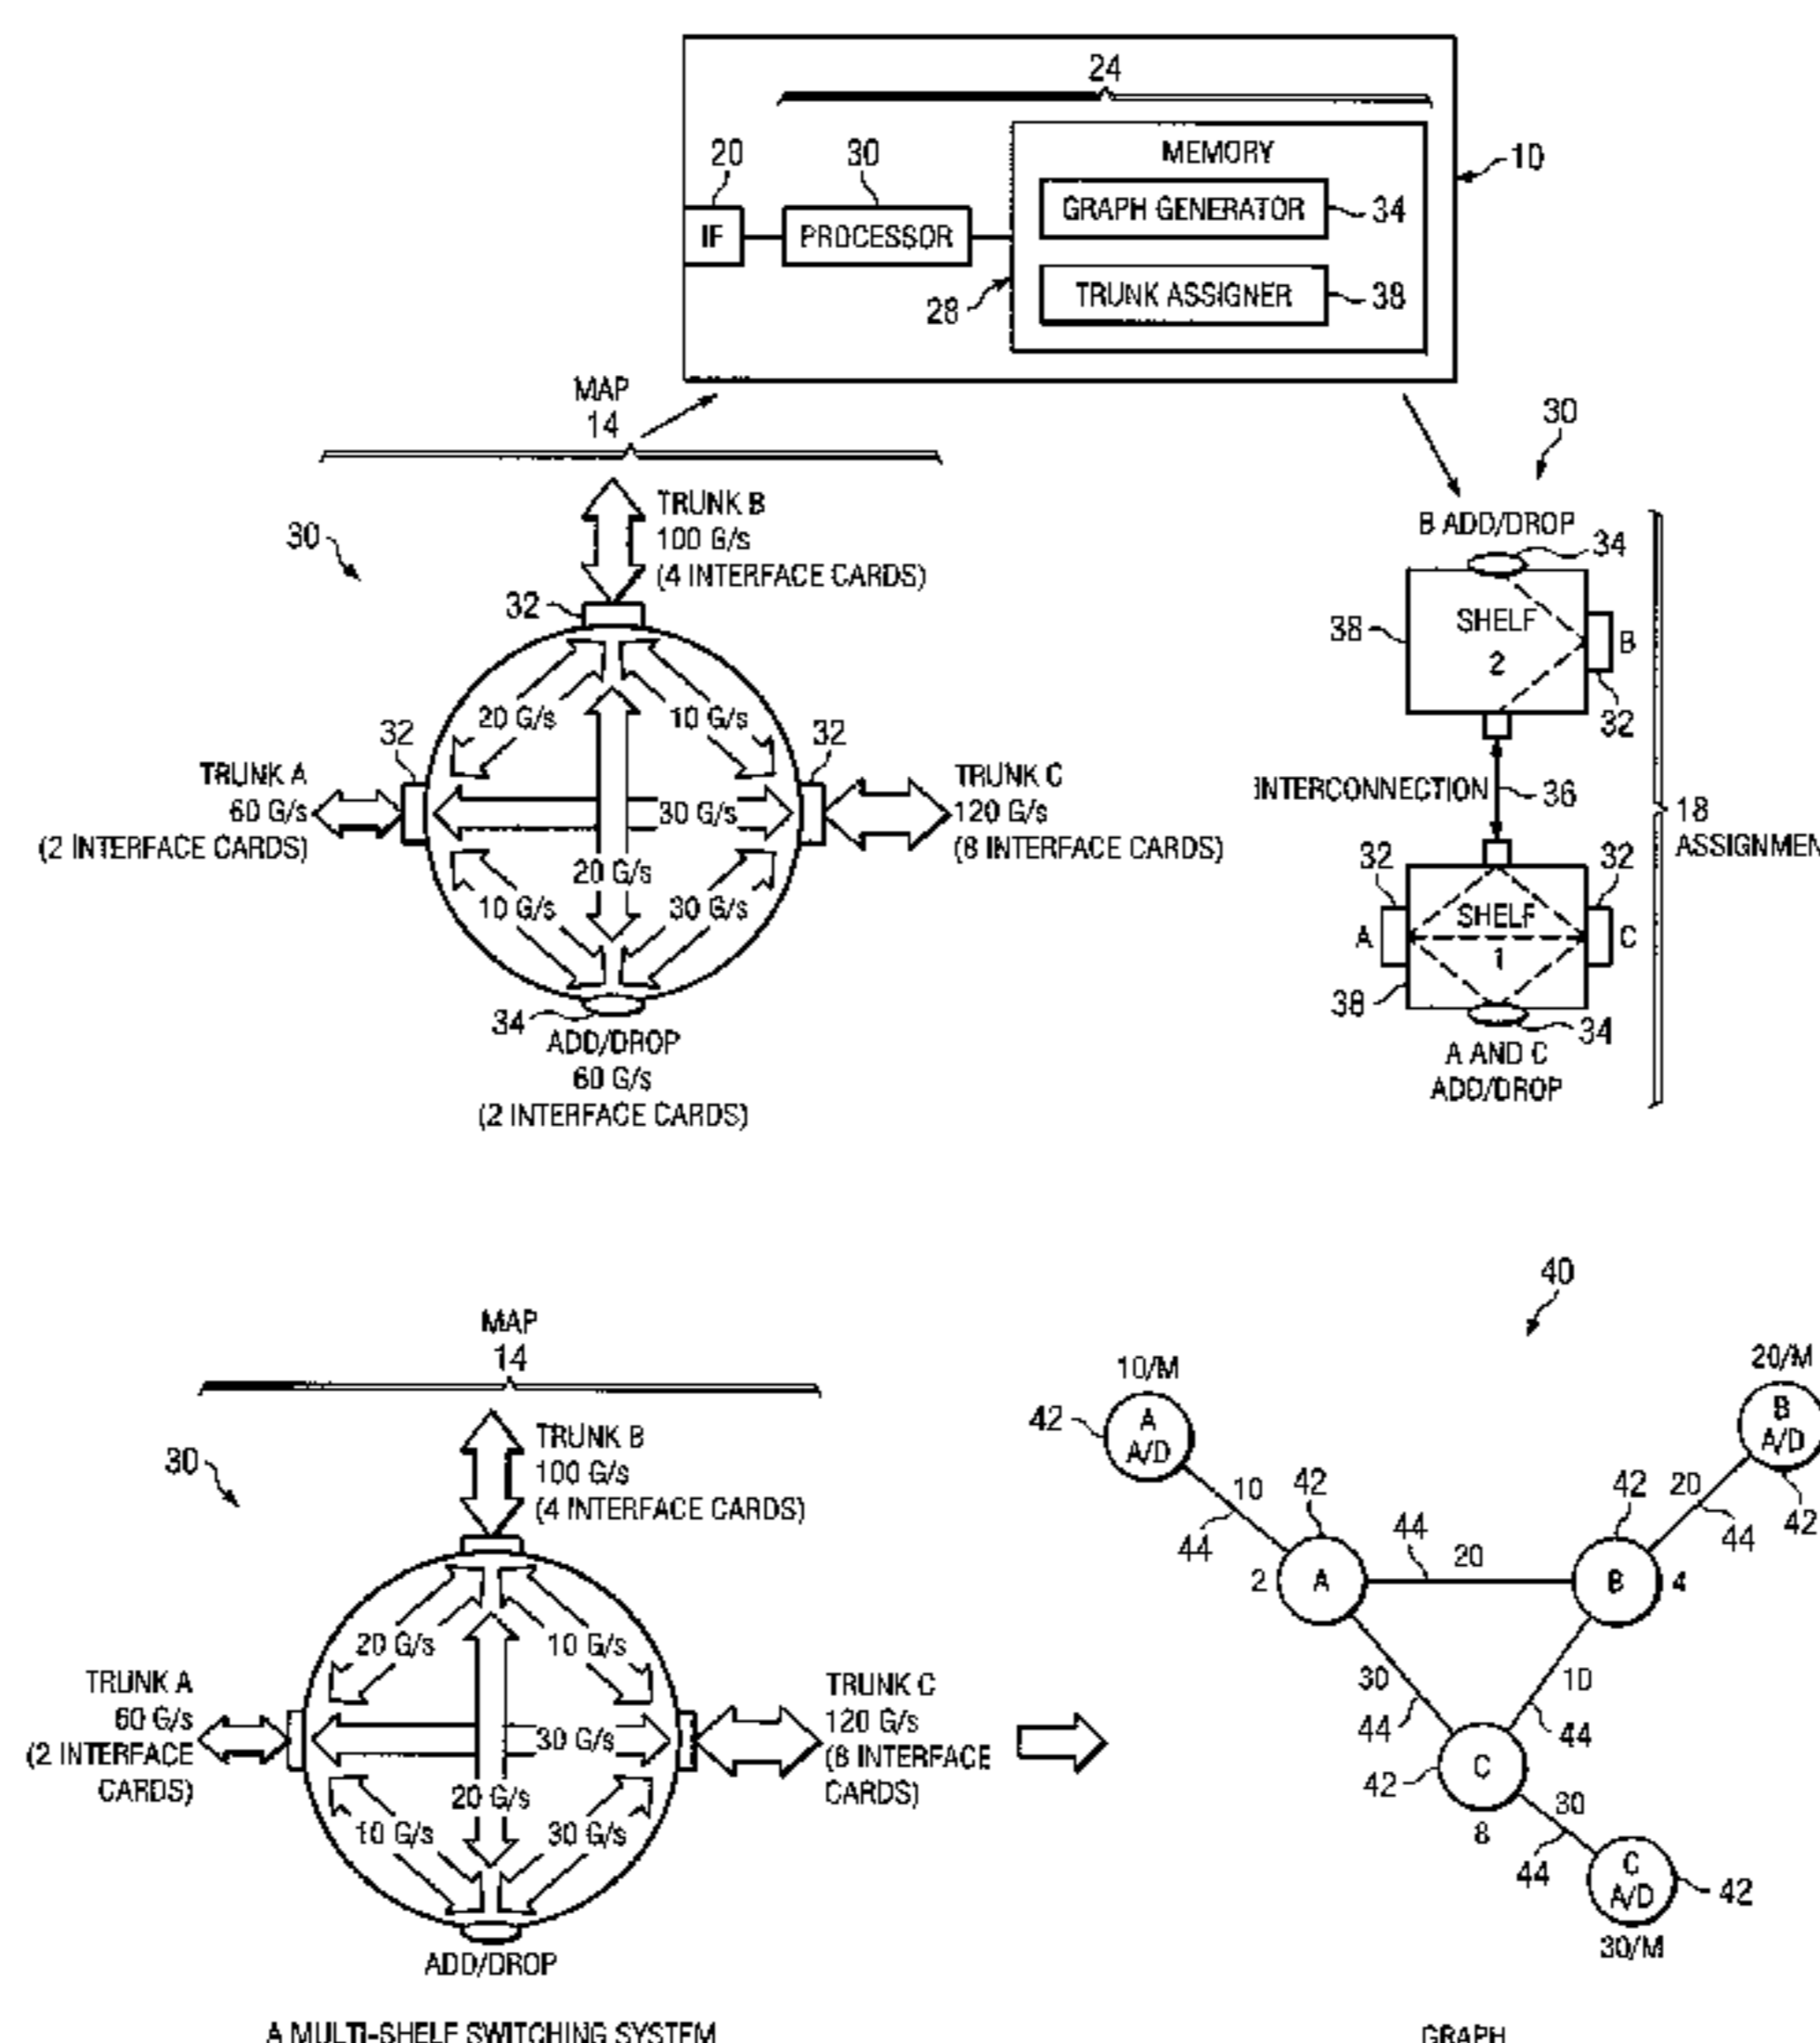 24
20
30
MEMORY
10
GRAPH GENERATOR
34
IF
PROCESSOR
28
TRUNK ASSIGNER
38
MAP
14
30
TRUNK B
100 G/s
(4 INTERFACE CARDS)
32
20 G/s
10 G/s
32
32
TRUNK A
60 G/s
(2 INTERFACE CARDS)
30 G/s
TRUNK C
120 G/s
(8 INTERFACE CARDS)
20 G/s
10 G/s
30 G/s
34
ADD/DROP
60 G/s
(2 INTERFACE CARDS)
30
B ADD/DROP
34
38
SHELF
2
B
32
INTERCONNECTION
36
18
ASSIGNMEN
32
32
A
SHELF
1
C
38
34
A AND C
ADD/DROP
MAP
14
30
TRUNK B
100 G/s
(4 INTERFACE CARDS)
20 G/s
10 G/s
TRUNK A
60 G/s
(2 INTERFACE
CARDS)
30 G/s
TRUNK C
120 G/s
(8 INTERFACE
CARDS)
20 G/s
10 G/s
30 G/s
ADD/DROP
A MULTI-SHELF SWITCHING SYSTEM
40
10/M
20/M
42
A
A/D
B
A/D
42
10
44
42
44
20
42
20
44
2
A
B
4
30
44
10
44
42
C
8
30
44
C
A/D
42
30/M
GRAPH